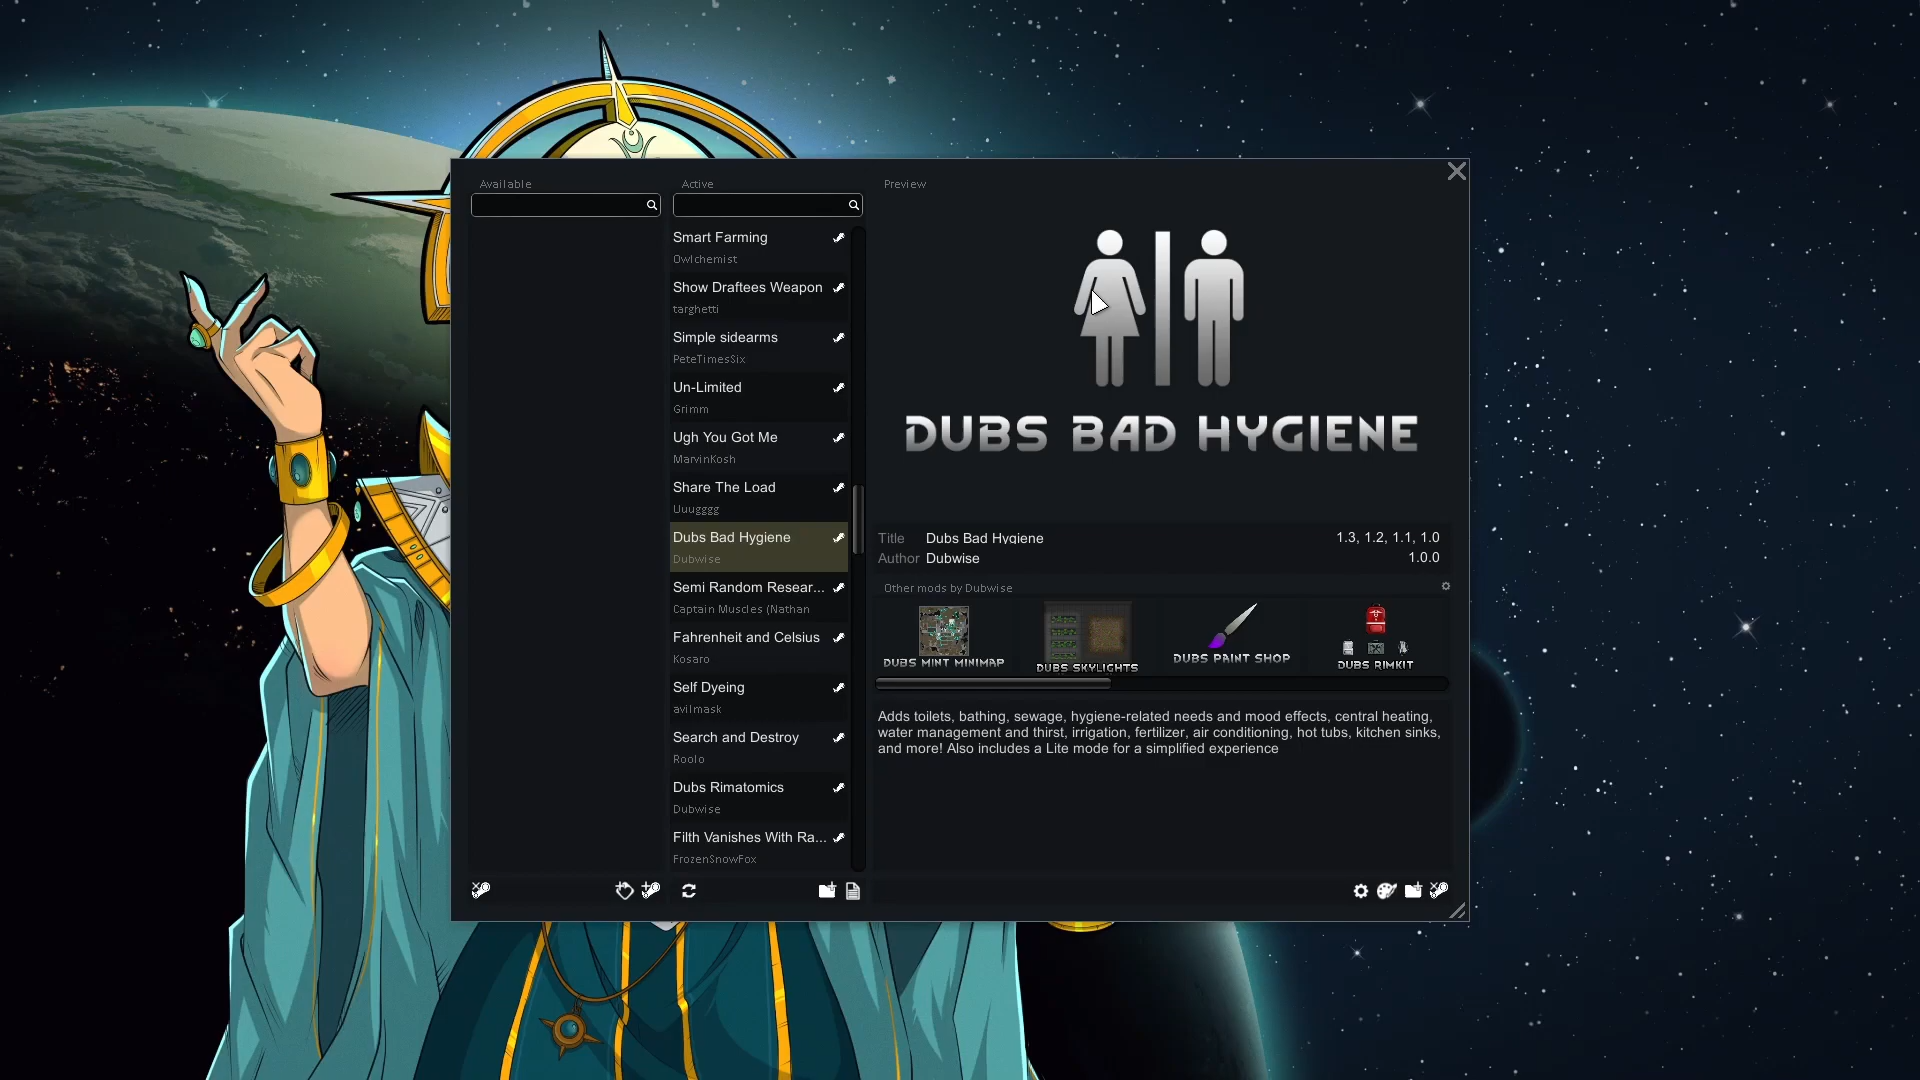 Available
Active
Preview
Smart Farming
Owlchemist
Show Draftees Weapon
targhetti
Simple sidearms
PeteTimesSix
Un-Limited
Grimm
Ugh You Got Me
MarvinKosh
Share The Load
Uuugggg
Dubs Bad Hygiene
Dubwise
Semi Random Resear...
Captain Muscles (Nathan
Fahrenheit and Celsius
Kosaro
Self Dyeing
avilmask
Search and Destroy
Roolo
Dubs Rimatomics
Dubwise
Filth Vanishes With Ra...
FrozenSnowFox
DUBS BAD HYGIENE
Title Dubs Bad Hygiene 1.3, 1.2, 1.1, 1.0
Author Dubwise 1.0.0
Other mods by Dubwise
DUBS MINT MINIMAP
DUBS SKYLIGHTS
DUBS PAINT SHOP
DUBS RIMKIT
Adds toilets, bathing, sewage, hygiene-related needs and mood effects, central heating,
water management and thirst, irrigation, fertilizer, air conditioning, hot tubs, kitchen sinks,
and more! Also includes a Lite mode for a simplified experience